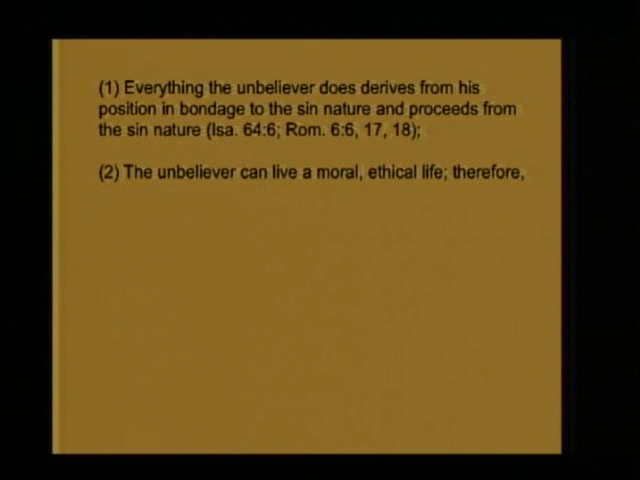 (1) Everything the unbeliever does derives from his
position in bondage to the sin nature and proceeds from
the sin nature (Isa. 64:6; Rom. 6:6, 17, 18);
(2) The unbeliever can live a moral, ethical life; therefore,